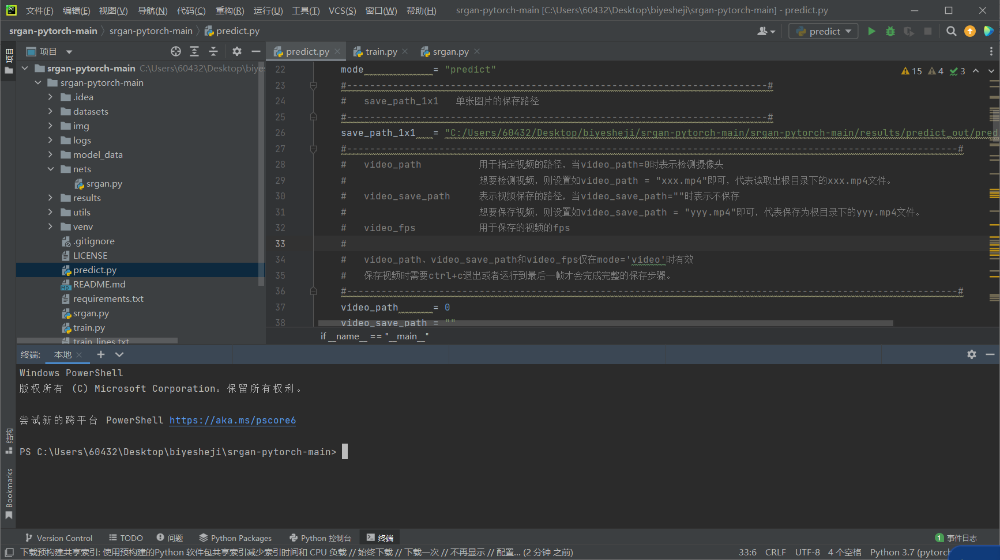 文件(F) 编辑(E) 视图(V) 导航(N) 代码(C) 重构(R) 运行(U) 工具(T) VCS(S) 窗口(W) 帮助(H) srgan-pytorch-main [C:\Users\60432\Desktop\biyesheji\srgan-pytorch-main] - predict.py
srgan-pytorch-main srgan-pytorch-main predict.py predict
项目
项目
srgan-pytorch-main C:\Users\60432\Desktop\biye
srgan-pytorch-main
.idea
datasets
img
logs
model_data
nets
srgan.py
results
utils
venv
.gitignore
LICENSE
predict.py
README.md
requirements.txt
srgan.py
train.py
train_lines.txt
predict.py train.py srgan.py
15 4 3
22 mode = "predict"
23 #-------------------------------------------------------------------------#
24 # save_path_1x1 单张图片的保存路径
25 #-------------------------------------------------------------------------#
26 save_path_1x1 = "C:/Users/60432/Desktop/biyesheji/srgan-pytorch-main/srgan-pytorch-main/results/predict_out/pred
27 #----------------------------------------------------------------------------------------------------------#
28 # video_path 用于指定视频的路径，当video_path=0时表示检测摄像头
29 # 想要检测视频，则设置如video_path = "xxx.mp4"即可，代表读取出根目录下的xxx.mp4文件。
30 # video_save_path 表示视频保存的路径，当video_save_path=""时表示不保存
31 # 想要保存视频，则设置如video_save_path = "yyy.mp4"即可，代表保存为根目录下的yyy.mp4文件。
32 # video_fps 用于保存的视频的fps
33 #
34 # video_path、video_save_path和video_fps仅在mode='video'时有效
35 # 保存视频时需要ctrl+c退出或者运行到最后一帧才会完成完整的保存步骤。
36 #----------------------------------------------------------------------------------------------------------#
37 video_path = 0
38 video_save_path = ""
if __name__ == "__main__"
终端: 本地
Windows PowerShell
版权所有 (C) Microsoft Corporation。保留所有权利。
尝试新的跨平台 PowerShell https://aka.ms/pscore6
PS C:\Users\60432\Desktop\biyesheji\srgan-pytorch-main>
结构
Bookmarks
Version Control TODO 问题 Python Packages Python 控制台 终端 1 事件日志
下载预构建共享索引: 使用预构建的Python 软件包共享索引减少索引时间和 CPU 负载 // 始终下载 // 下载一次 // 不再显示 // 配置... (2 分钟 之前) 33:6 CRLF UTF-8 4 个空格 Python 3.7 (pytorch